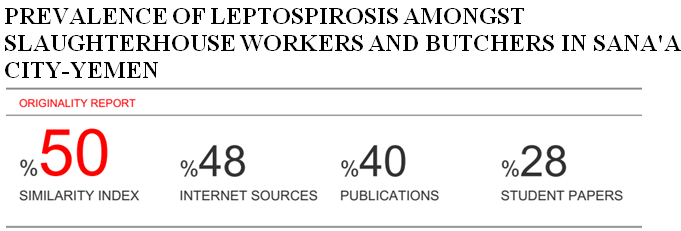 PREVALENCE OF LEPTOSPIROSIS AMONGST
SLAUGHTERHOUSE WORKERS AND BUTCHERS IN SANA'A
CITY-YEMEN
ORIGINALITY REPORT
%50 %48 %40 %28
SIMILARITY INDEX INTERNET SOURCES PUBLICATIONS STUDENT PAPERS